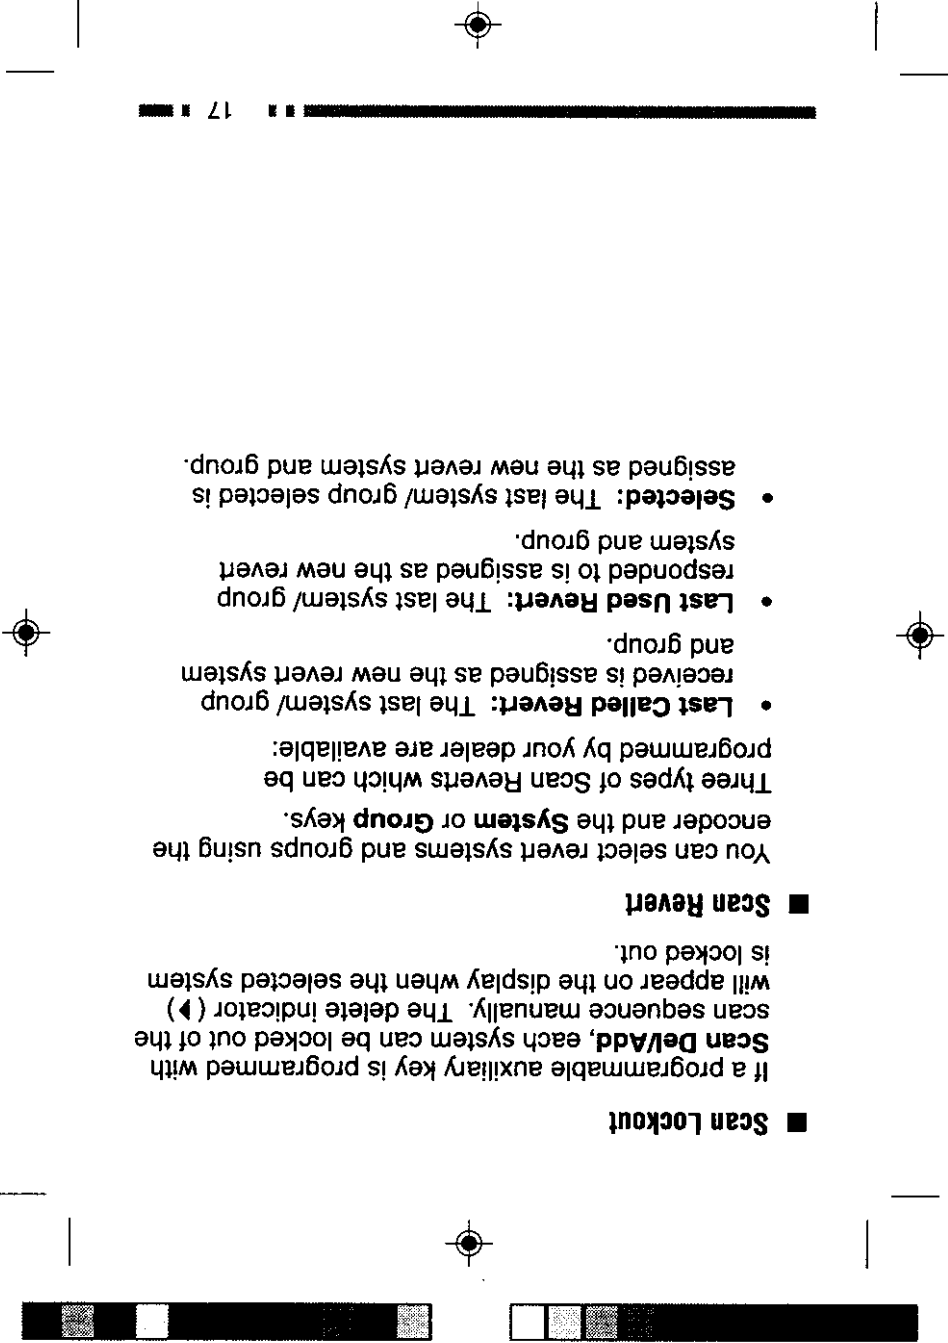 ■ Scan Lockout
If a programmable auxiliary key is programmed with
Scan Del/Add, each system can be locked out of the
scan sequence manually. The delete indicator (◖)
will appear on the display when the selected system
is locked out.
■ Scan Revert
You can select revert systems and groups using the
encoder and the System or Group keys.
Three types of Scan Reverts which can be
programmed by your dealer are available:
• Last Called Revert: The last system/ group
received is assigned as the new revert system
and group.
• Last Used Revert: The last system/ group
responded to is assigned as the new revert
system and group.
• Selected: The last system/ group selected is
assigned as the new revert system and group.
17